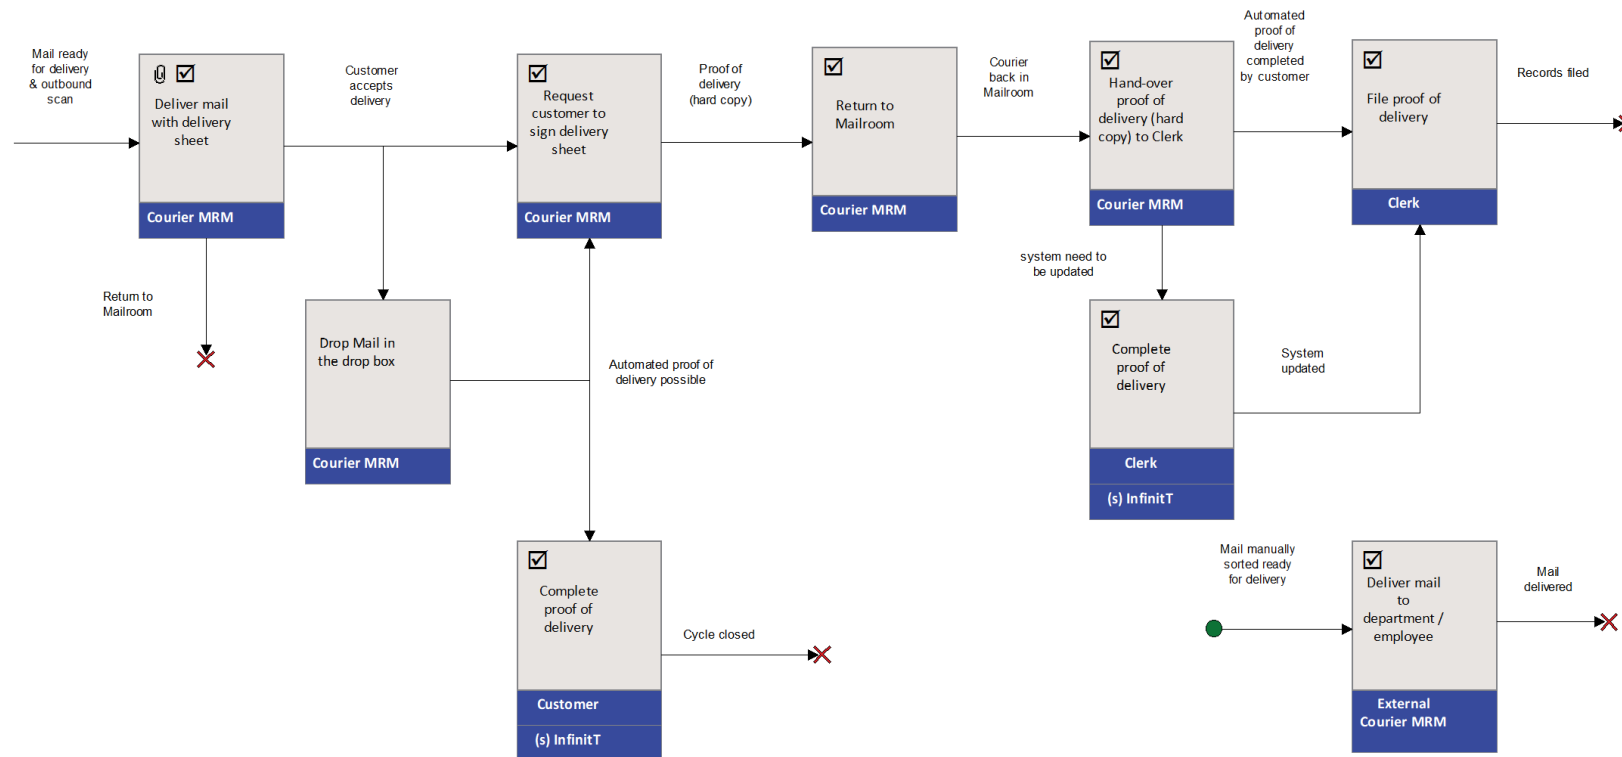 Mail ready
for delivery
& outbound
scan
Deliver mail
with delivery
sheet
Courier MRM
Customer
accepts
delivery
Request
customer to
sign delivery
sheet
Courier MRM
Proof of
delivery
(hard copy)
Return to
Mailroom
Courier MRM
Courier
back in
Mailroom
Hand-over
proof of
delivery (hard
copy) to Clerk
Courier MRM
Automated
proof of
delivery
completed
by customer
File proof of
delivery
Clerk
Records filed
Return to
Mailroom
Drop Mail in
the drop box
Courier MRM
Automated proof of
delivery possible
system need to
be updated
Complete
proof of
delivery
Clerk
(s) InfinitT
System
updated
Complete
proof of
delivery
Customer
(s) InfinitT
Cycle closed
Mail manually
sorted ready
for delivery
Deliver mail
to
department /
employee
External
Courier MRM
Mail
delivered